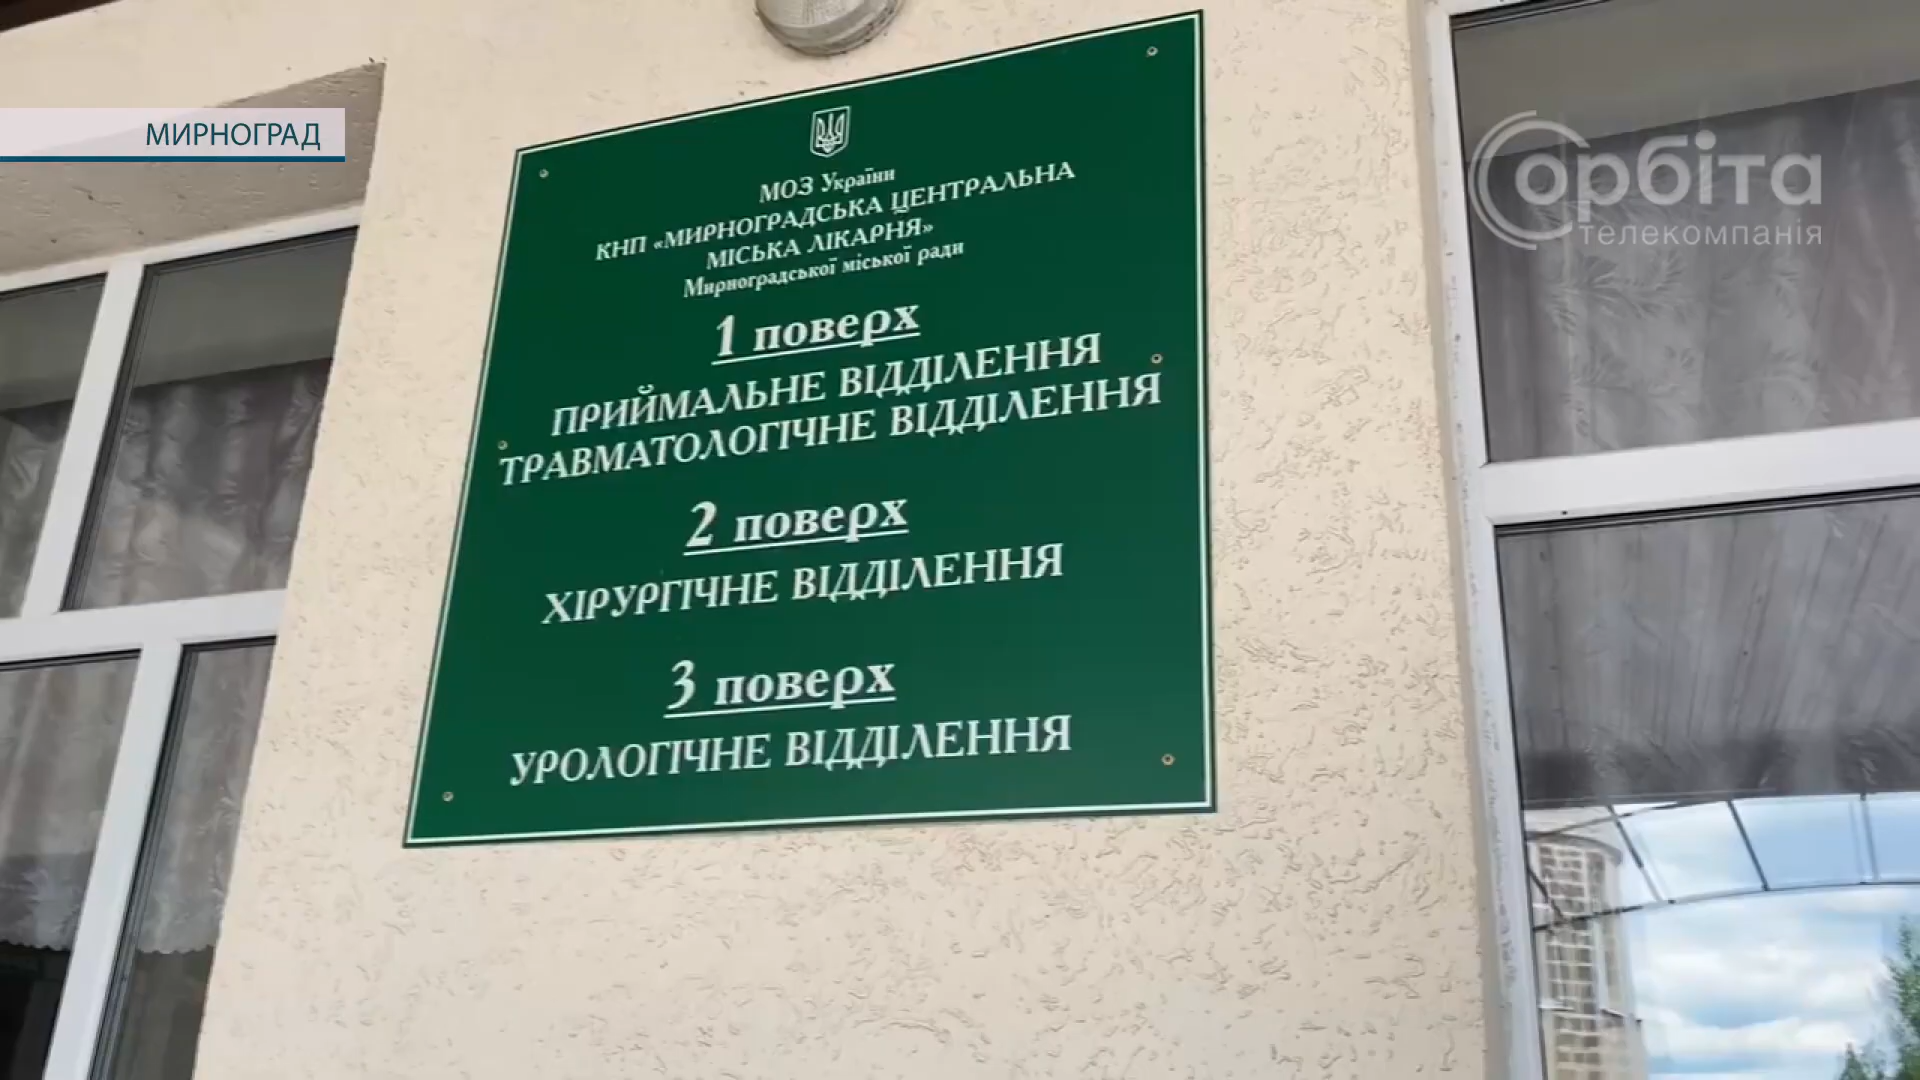 МИРНОГРАД
орбіта
телекомпанія
МОЗ України
КНП «МИРНОГРАДСЬКА ЦЕНТРАЛЬНА
МІСЬКА ЛІКАРНЯ»
Мирноградської міської ради
1 поверх
ПРИЙМАЛЬНЕ ВІДДІЛЕННЯ
ТРАВМАТОЛОГІЧНЕ ВІДДІЛЕННЯ
2 поверх
ХІРУРГІЧНЕ ВІДДІЛЕННЯ
3 поверх
УРОЛОГІЧНЕ ВІДДІЛЕННЯ